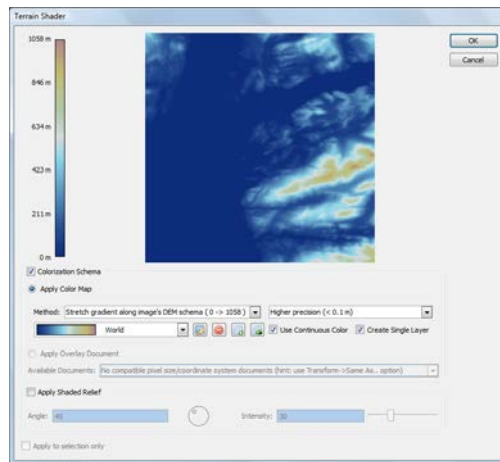 Terrain Shader
1058 m
846 m
634 m
423 m
211 m
0 m
OK
Cancel
Colorization Schema
Apply Color Map
Method: Stretch gradient along image's DEM schema ( 0 -> 1058 ) Higher precision (< 0.1 m)
World Use Continuous Color Create Single Layer
Apply Overlay Document
Available Documents: No compatible pixel size/coordinate system documents (hint: use Transform->Same As... option)
Apply Shaded Relief
Angle: 45 Intensity: 30
Apply to selection only